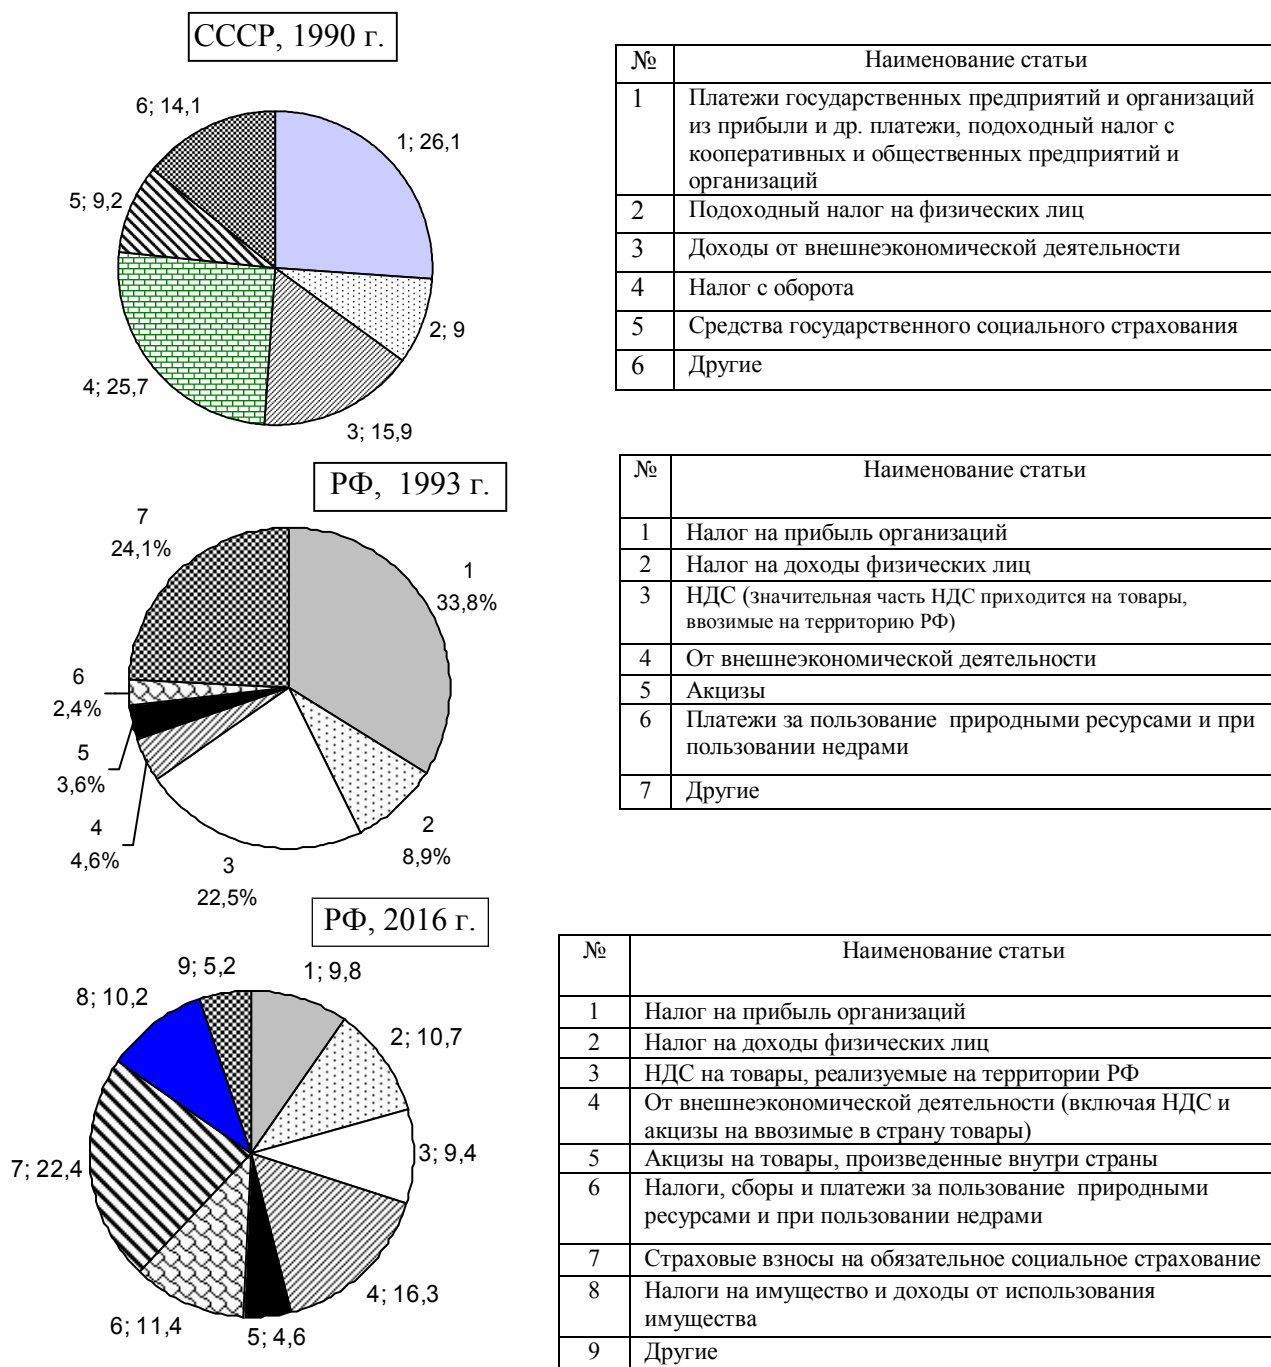 СССР, 1990 г.
6; 14,1
1; 26,1
5; 9,2
2; 9
4; 25,7
3; 15,9
№ Наименование статьи
1 Платежи государственных предприятий и организаций
из прибыли и др. платежи, подоходный налог с
кооперативных и общественных предприятий и
организаций
2 Подоходный налог на физических лиц
3 Доходы от внешнеэкономической деятельности
4 Налог с оборота
5 Средства государственного социального страхования
6 Другие
РФ, 1993 г.
7
24,1%
1
33,8%
6
2,4%
5
3,6%
4
4,6%
3
22,5%
2
8,9%
№ Наименование статьи
1 Налог на прибыль организаций
2 Налог на доходы физических лиц
3 НДС (значительная часть НДС приходится на товары,
ввозимые на территорию РФ)
4 От внешнеэкономической деятельности
5 Акцизы
6 Платежи за пользование природными ресурсами и при
пользовании недрами
7 Другие
РФ, 2016 г.
9; 5,2
1; 9,8
8; 10,2
2; 10,7
7; 22,4
3; 9,4
4; 16,3
6; 11,4
5; 4,6
№ Наименование статьи
1 Налог на прибыль организаций
2 Налог на доходы физических лиц
3 НДС на товары, реализуемые на территории РФ
4 От внешнеэкономической деятельности (включая НДС и
акцизы на ввозимые в страну товары)
5 Акцизы на товары, произведенные внутри страны
6 Налоги, сборы и платежи за пользование природными
ресурсами и при пользовании недрами
7 Страховые взносы на обязательное социальное страхование
8 Налоги на имущество и доходы от использования
имущества
9 Другие